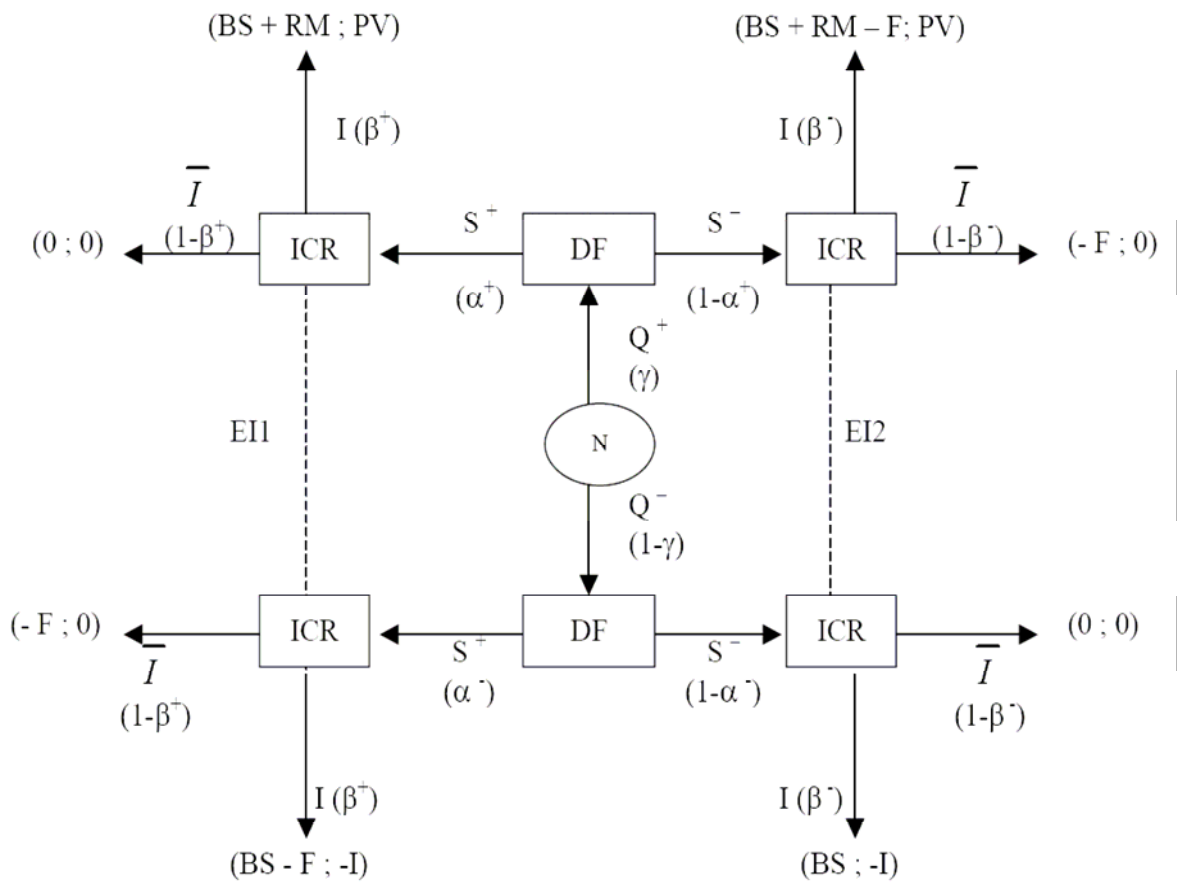 (BS + RM ; PV)
(BS + RM – F; PV)
I (β⁺)
I (β⁻)
I̅
S⁺
S⁻
I̅
(0 ; 0)
(1-β⁺)
ICR
DF
ICR
(1-β⁻)
(- F ; 0)
(α⁺)
(1-α⁺)
Q⁺
(γ)
EI1
N
EI2
Q⁻
(1-γ)
(- F ; 0)
ICR
DF
ICR
(0 ; 0)
I̅
S⁺
S⁻
I̅
(1-β⁺)
(α⁻)
(1-α⁻)
(1-β⁻)
I (β⁺)
I (β⁻)
(BS - F ; -I)
(BS ; -I)